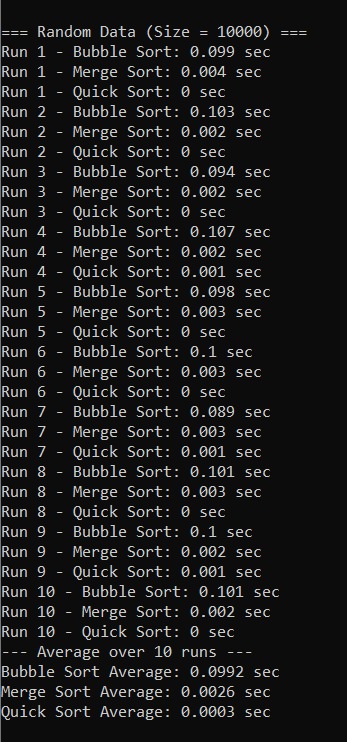 === Random Data (Size = 10000) ===
Run 1 - Bubble Sort: 0.099 sec
Run 1 - Merge Sort: 0.004 sec
Run 1 - Quick Sort: 0 sec
Run 2 - Bubble Sort: 0.103 sec
Run 2 - Merge Sort: 0.002 sec
Run 2 - Quick Sort: 0 sec
Run 3 - Bubble Sort: 0.094 sec
Run 3 - Merge Sort: 0.002 sec
Run 3 - Quick Sort: 0 sec
Run 4 - Bubble Sort: 0.107 sec
Run 4 - Merge Sort: 0.002 sec
Run 4 - Quick Sort: 0.001 sec
Run 5 - Bubble Sort: 0.098 sec
Run 5 - Merge Sort: 0.003 sec
Run 5 - Quick Sort: 0 sec
Run 6 - Bubble Sort: 0.1 sec
Run 6 - Merge Sort: 0.003 sec
Run 6 - Quick Sort: 0 sec
Run 7 - Bubble Sort: 0.089 sec
Run 7 - Merge Sort: 0.003 sec
Run 7 - Quick Sort: 0.001 sec
Run 8 - Bubble Sort: 0.101 sec
Run 8 - Merge Sort: 0.003 sec
Run 8 - Quick Sort: 0 sec
Run 9 - Bubble Sort: 0.1 sec
Run 9 - Merge Sort: 0.002 sec
Run 9 - Quick Sort: 0.001 sec
Run 10 - Bubble Sort: 0.101 sec
Run 10 - Merge Sort: 0.002 sec
Run 10 - Quick Sort: 0 sec
--- Average over 10 runs ---
Bubble Sort Average: 0.0992 sec
Merge Sort Average: 0.0026 sec
Quick Sort Average: 0.0003 sec